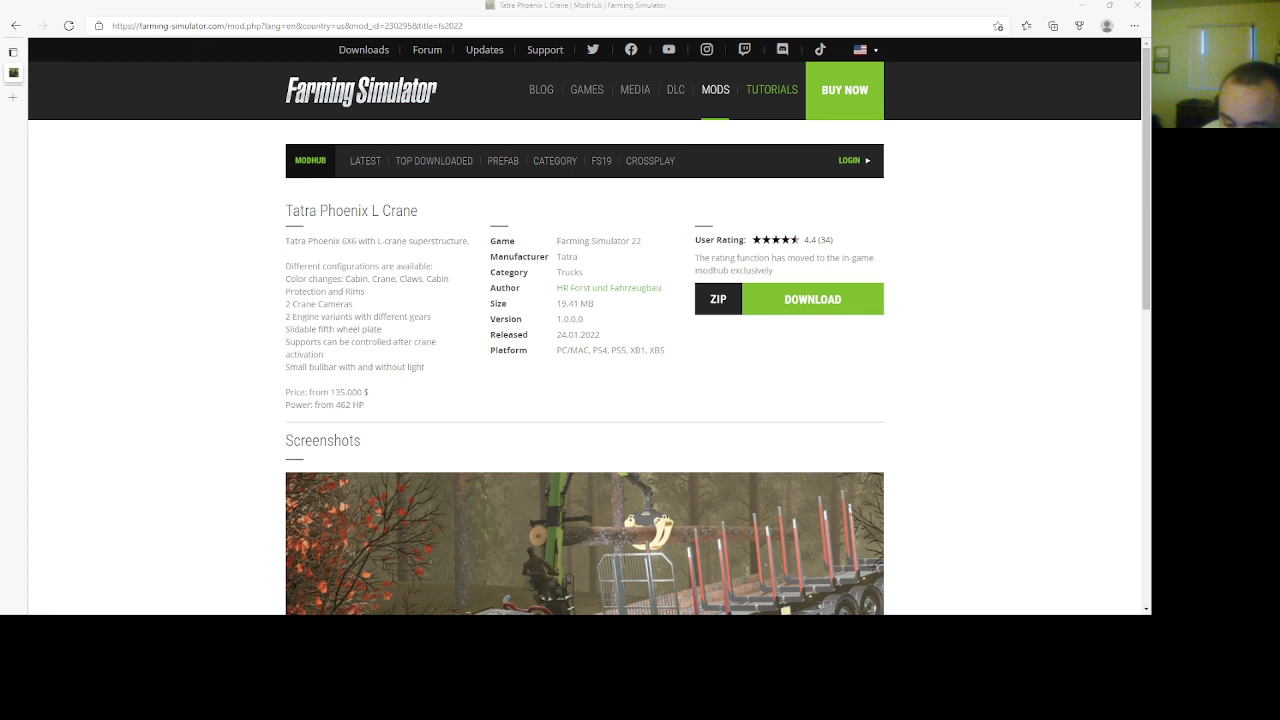 Tatra Phoenix L Crane | ModHub | Farming Simulator
https://farming-simulator.com/mod.php?lang=en&country=us&mod_id=230295&title=fs2022
Downloads | Forum | Updates | Support
Farming Simulator
BLOG GAMES MEDIA DLC MODS TUTORIALS BUY NOW
MODHUB LATEST | TOP DOWNLOADED | PREFAB | CATEGORY | FS19 | CROSSPLAY LOGIN
Tatra Phoenix L Crane
Tatra Phoenix 6X6 with L-crane superstructure.
Different configurations are available:
Color changes: Cabin, Crane, Claws, Cabin
Protection and Rims
2 Crane Cameras
2 Engine variants with different gears
Slidable fifth wheel plate
Supports can be controlled after crane
activation
Small bullbar with and without light
Price: from 135.000 $
Power: from 462 HP
Game Farming Simulator 22
Manufacturer Tatra
Category Trucks
Author HR Forst und Fahrzeugbau
Size 19.41 MB
Version 1.0.0.0
Released 24.01.2022
Platform PC/MAC, PS4, PS5, XB1, XBS
User Rating: 4.4 (34)
The rating function has moved to the in-game
modhub exclusively
ZIP DOWNLOAD
Screenshots